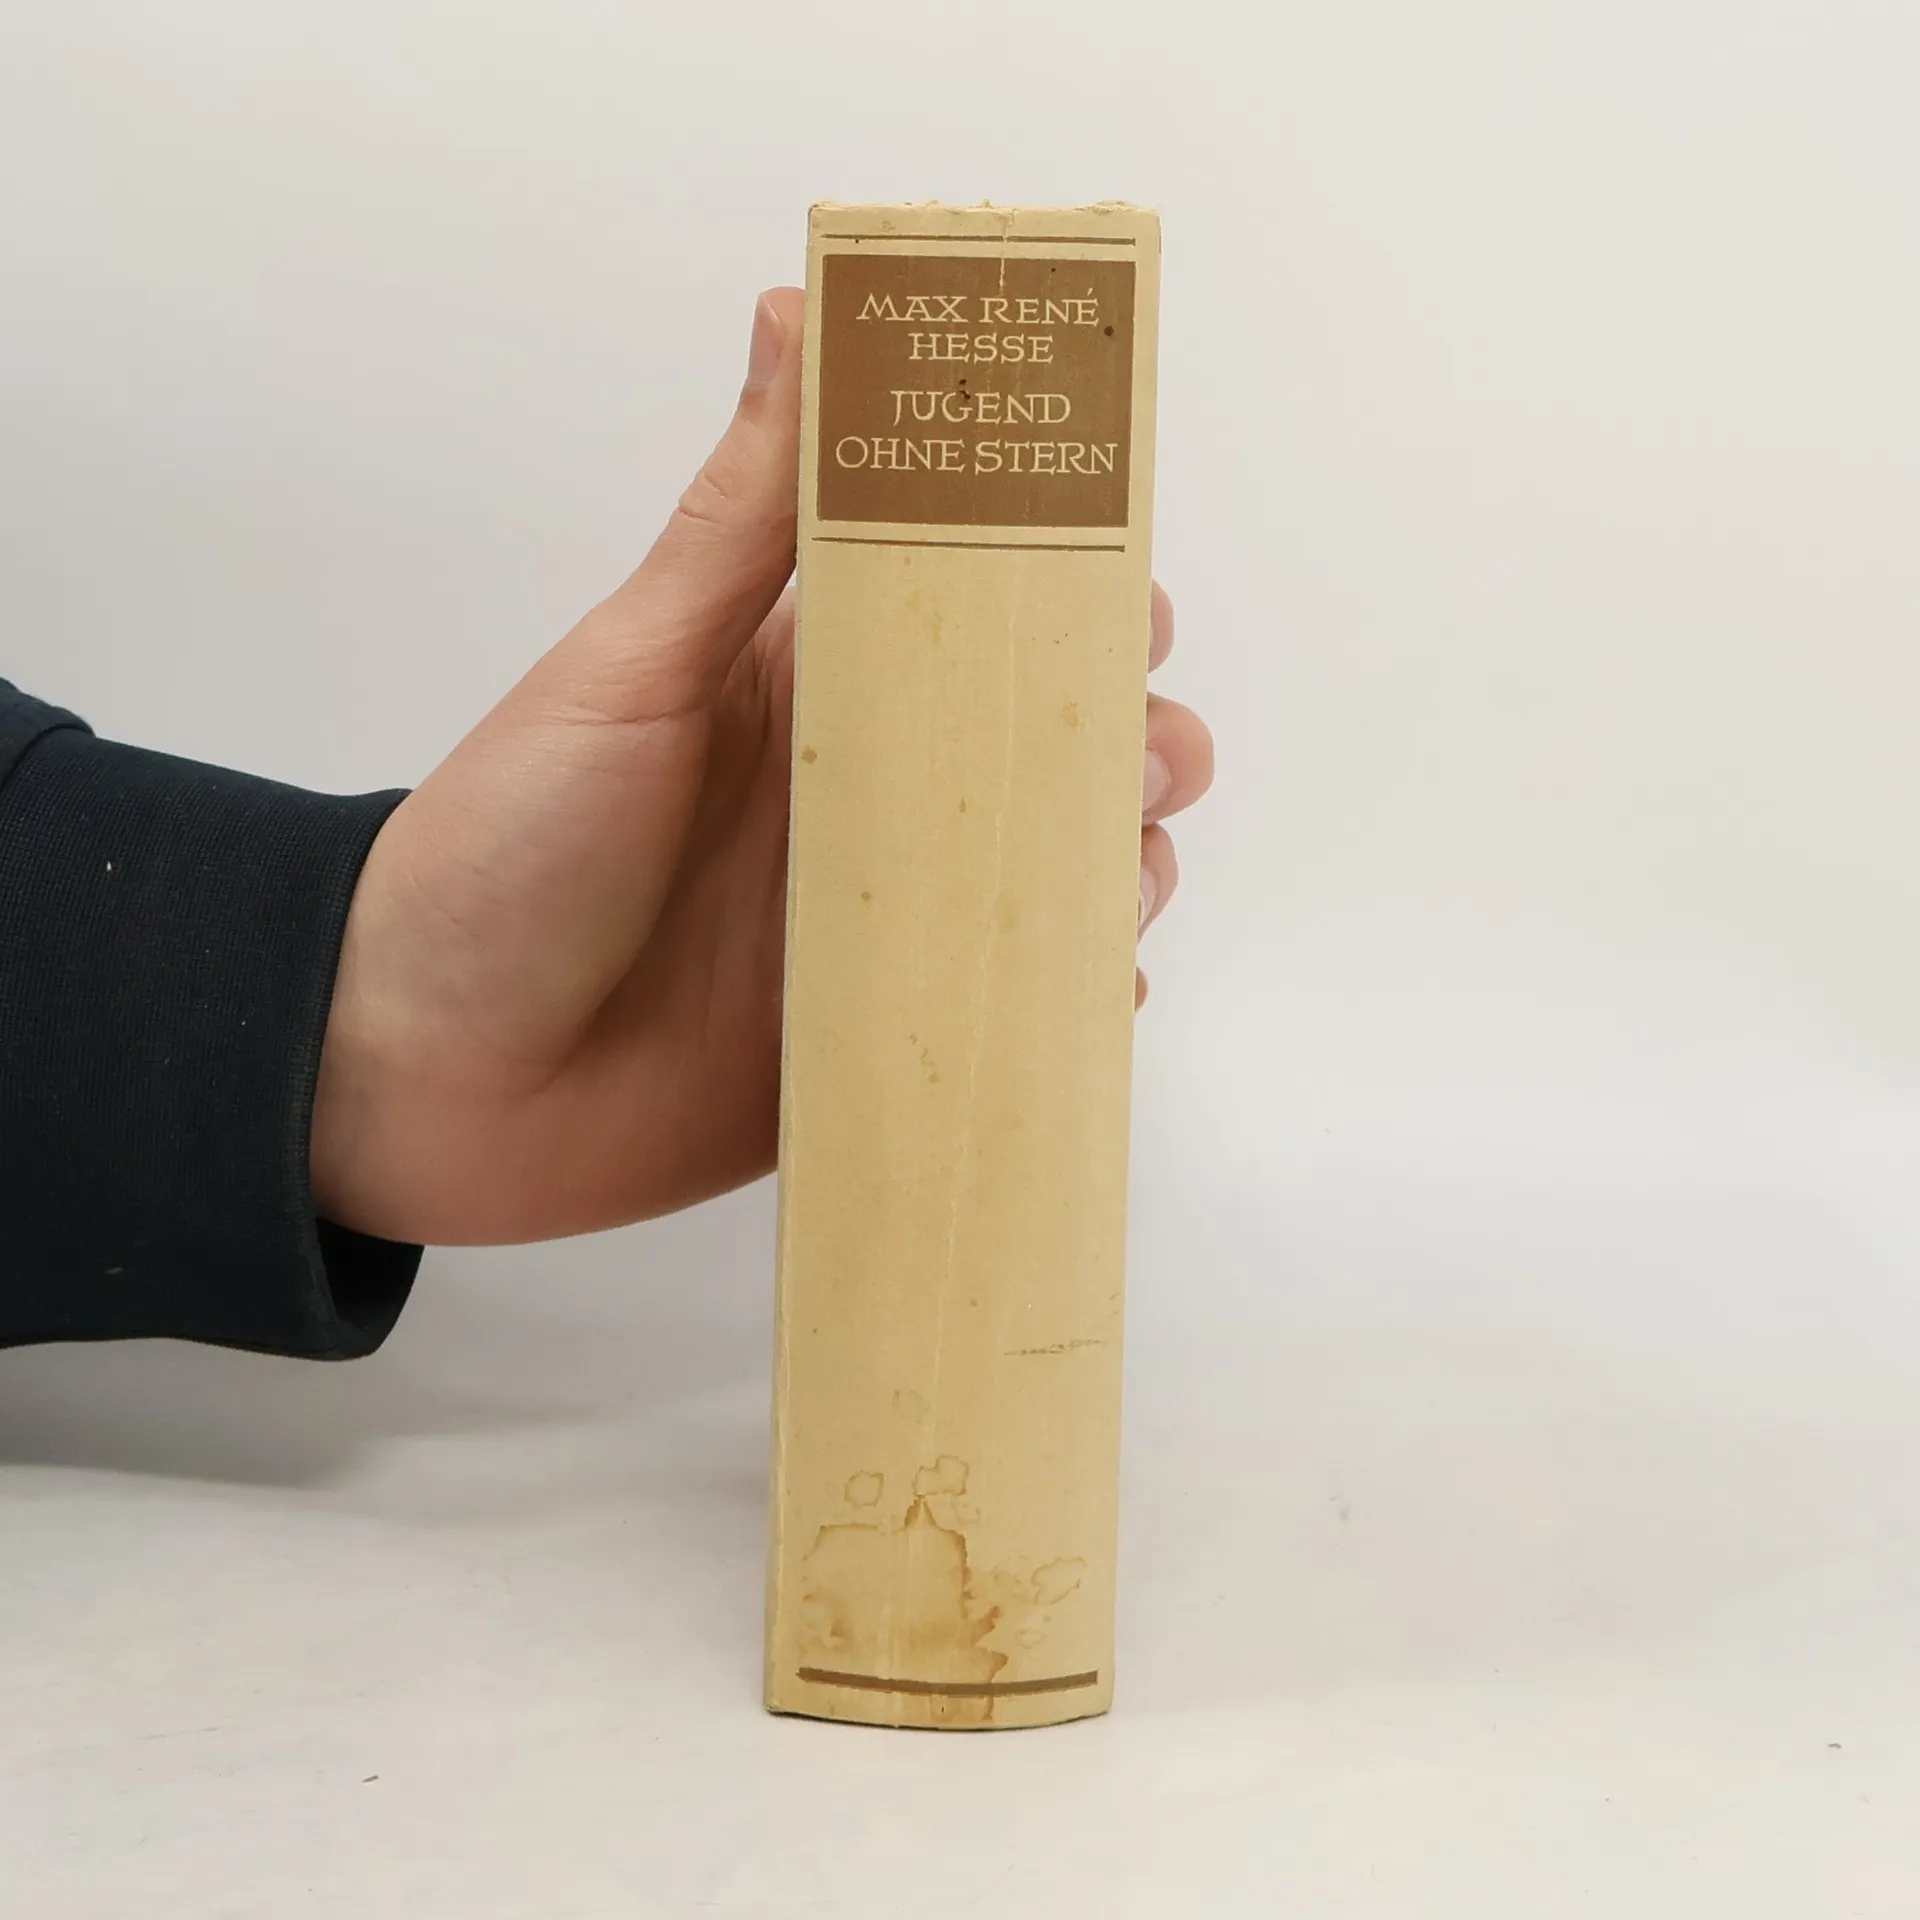 MAX RENÉ
HESSE
JUGEND
OHNE STERN